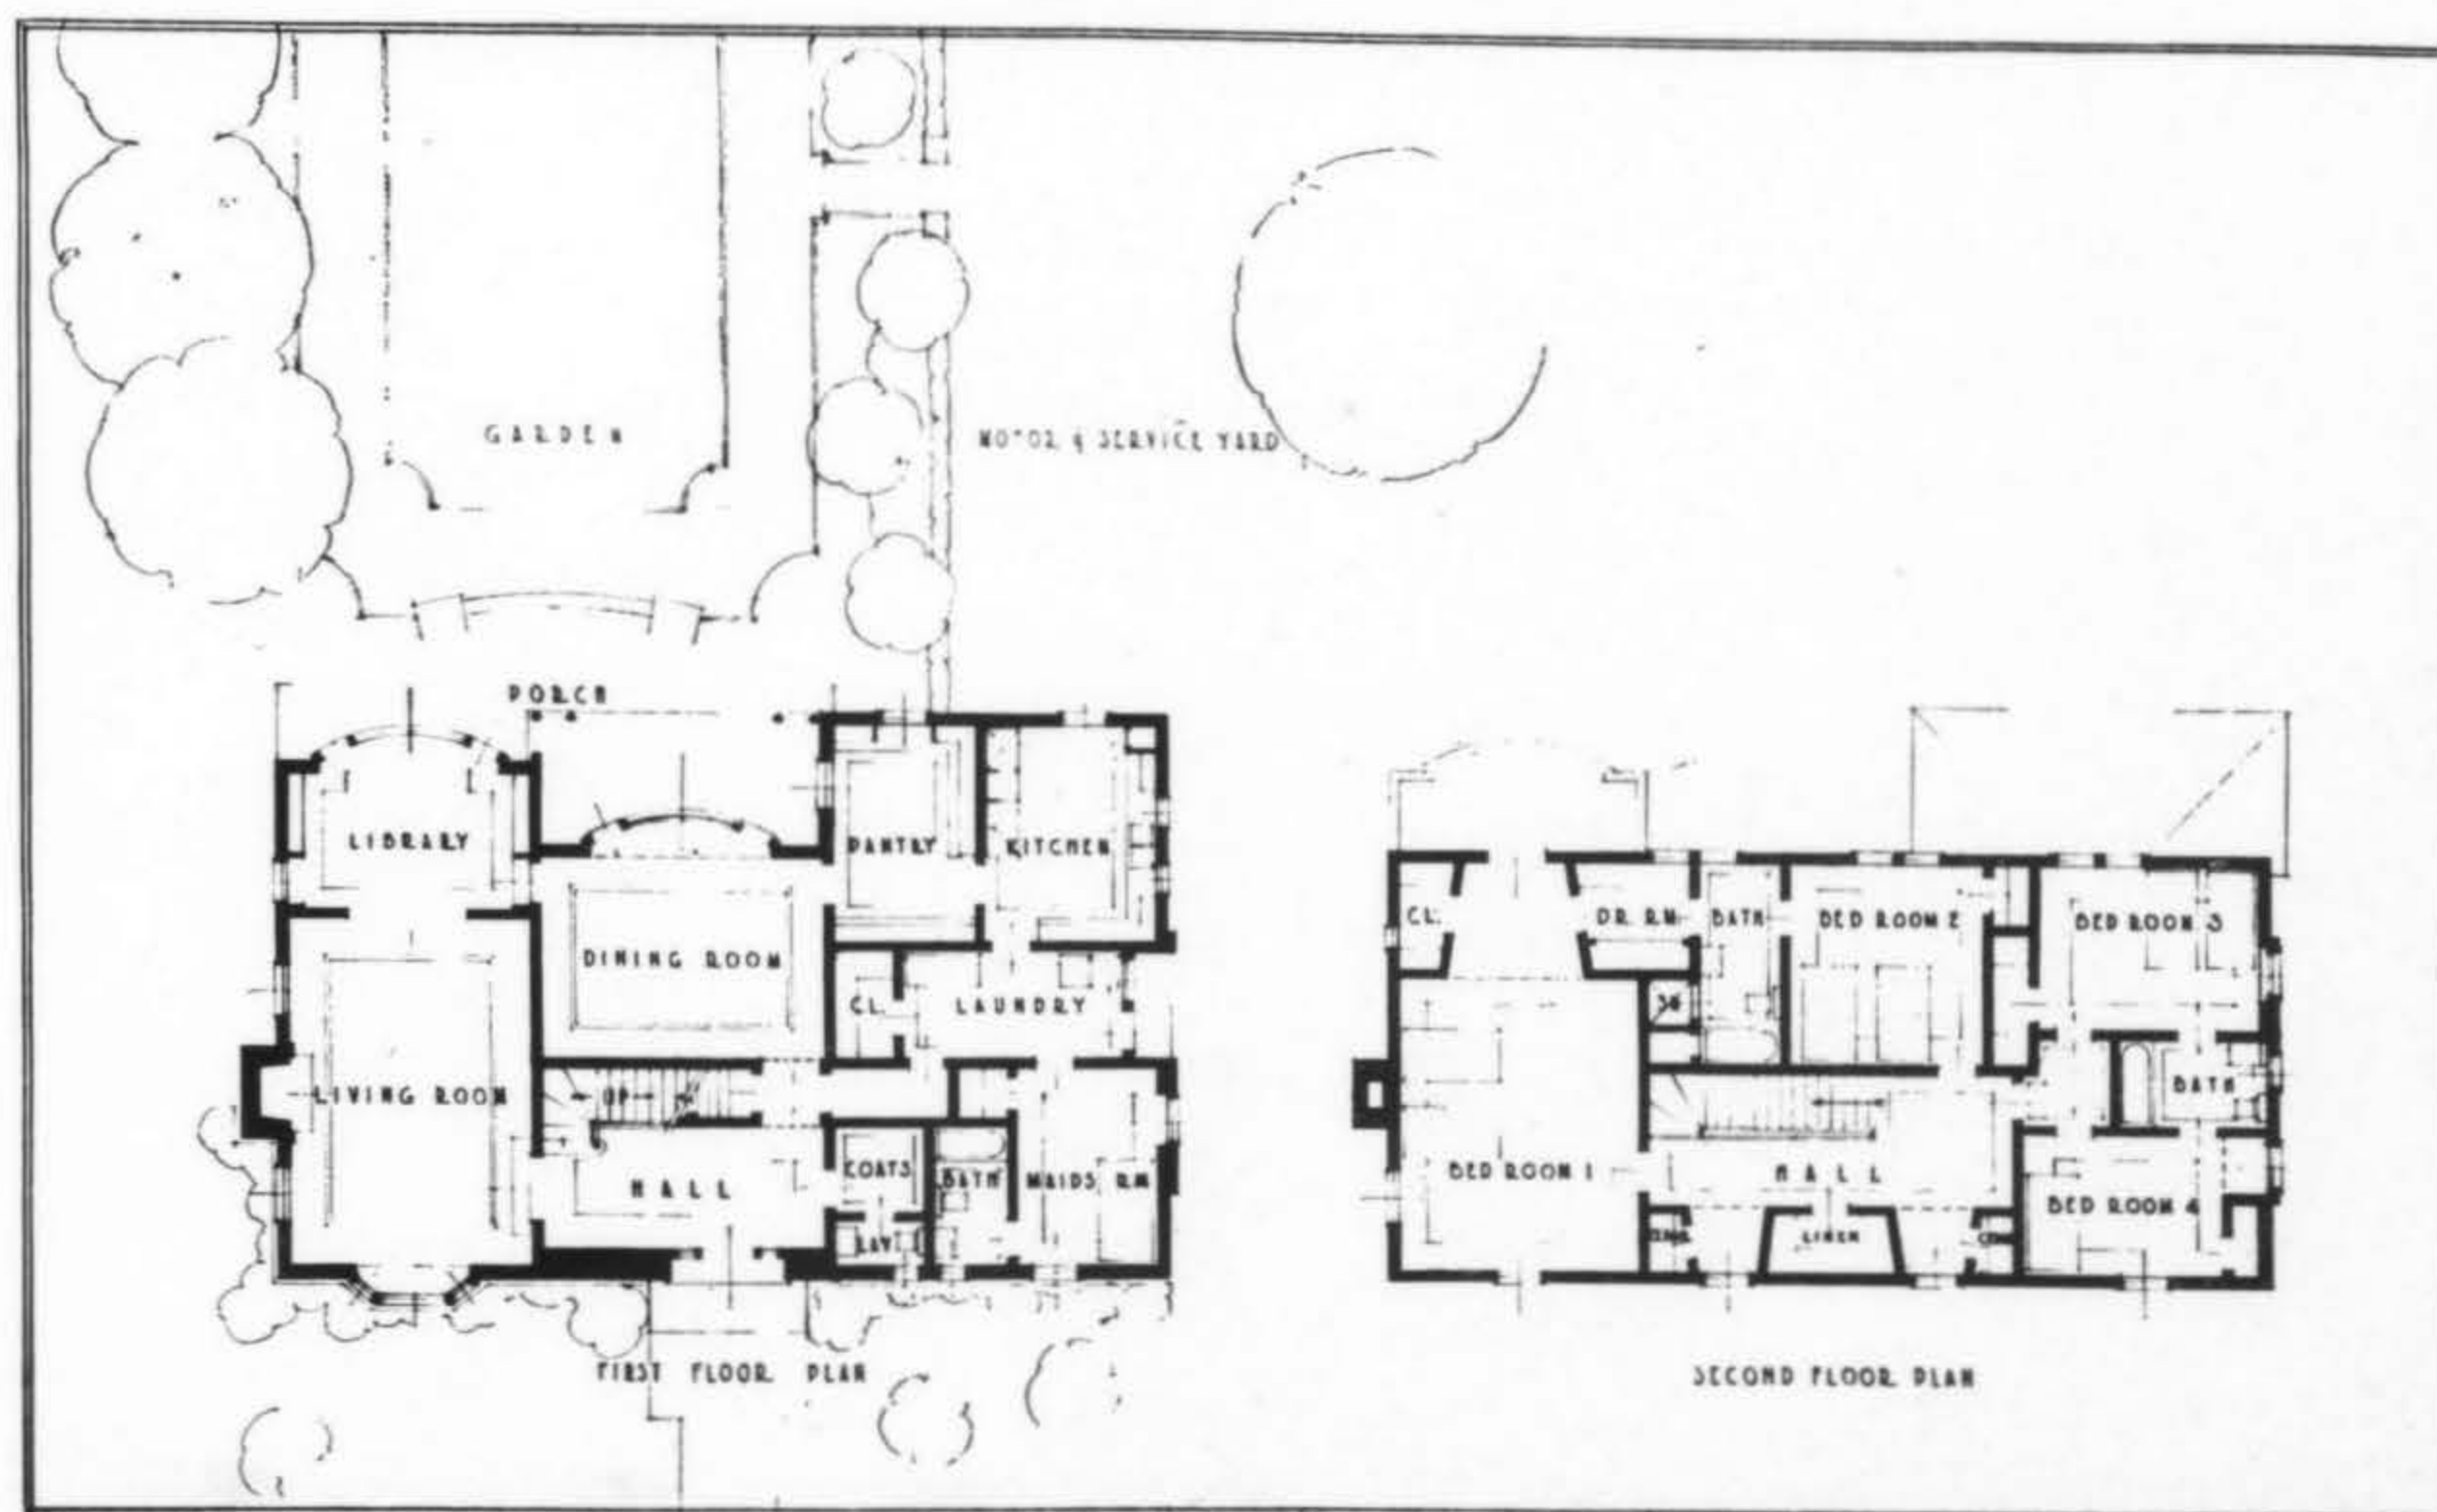 GARDEN
MOTOR & SERVICE YARD
PORCH
LIBRARY
PANTRY
KITCHEN
DINING ROOM
CL.
LAUNDRY
LIVING ROOM
UP
COATS
BATH
MAIDS RM
HALL
LAV.
FIRST FLOOR PLAN
CL.
DR. RM
BATH
BED ROOM 2
BED ROOM 3
SH
BATH
BED ROOM 1
HALL
BED ROOM 4
LINEN
SECOND FLOOR PLAN